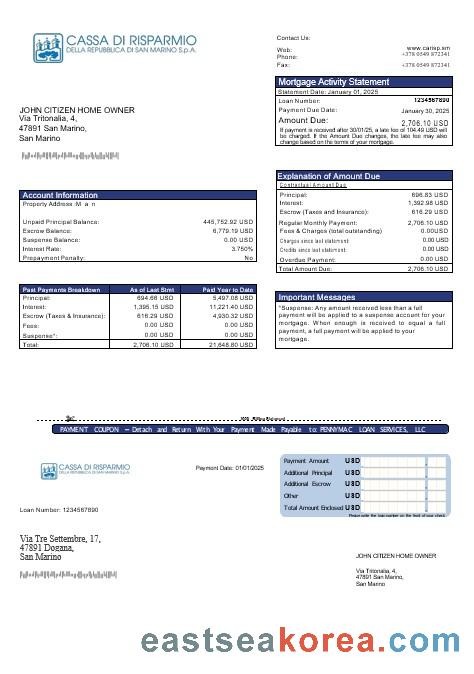 CASSA DI RISPARMIO
DELLA REPUBBLICA DI SAN MARINO S.p.A.
Contact Us:
Web: www.carisp.sm
Phone: +378 0549 872341
Fax: +378 0549 872341
Mortgage Activity Statement
Statement Date: January 01, 2025
Loan Number: 1234567890
Payment Due Date: January 30, 2025
Amount Due: 2,706.10 USD
If payment is received after 30/01/25, a late fee of 104.49 USD will
be charged. If the Amount Due changes, the late fee may also
change based on the terms of your mortgage.
JOHN CITIZEN HOME OWNER
Via Tritonalia, 4,
47891 San Marino,
San Marino
Account Information
Property Address
Unpaid Principal Balance: 445,752.92 USD
Escrow Balance: 6,779.19 USD
Suspense Balance: 0.00 USD
Interest Rate: 3.750%
Prepayment Penalty: No
Explanation of Amount Due
Contractual Amount Due
Principal: 696.83 USD
Interest: 1,392.98 USD
Escrow (Taxes and Insurance): 616.29 USD
Regular Monthly Payment: 2,706.10 USD
Fees & Charges (total outstanding) 0.00USD
Charges since last statement: 0.00 USD
Credits since last statement: 0.00 USD
Overdue Payment: 0.00 USD
Total Amount Due: 2,706.10 USD
Past Payments Breakdown As of Last Stmt Paid Year to Date
Principal: 694.66 USD 5,497.08 USD
Interest: 1,395.15 USD 11,221.40 USD
Escrow (Taxes & Insurance): 616.29 USD 4,930.32 USD
Fees: 0.00 USD 0.00 USD
Suspense*: 0.00 USD 0.00 USD
Total: 2,706.10 USD 21,648.80 USD
Important Messages
*Suspense: Any amount received less than a full
payment will be applied to a suspense account for your
mortgage. When enough is received to equal a full
payment, a full payment will be applied to your
mortgage.
PAYMENT COUPON – Detach and Return With Your Payment Made Payable to: PENNYMAC LOAN SERVICES, LLC
CASSA DI RISPARMIO
DELLA REPUBBLICA DI SAN MARINO S.p.A.
Payment Date: 01/01/2025
Payment Amount USD
Additional Principal USD
Additional Escrow USD
Other USD
Total Amount Enclosed USD
Please write the loan number on the front of your check.
Loan Number: 1234567890
Via Tre Settembre, 17,
47891 Dogana,
San Marino
JOHN CITIZEN HOME OWNER
Via Tritonalia, 4,
47891 San Marino,
San Marino
eastseakorea.com